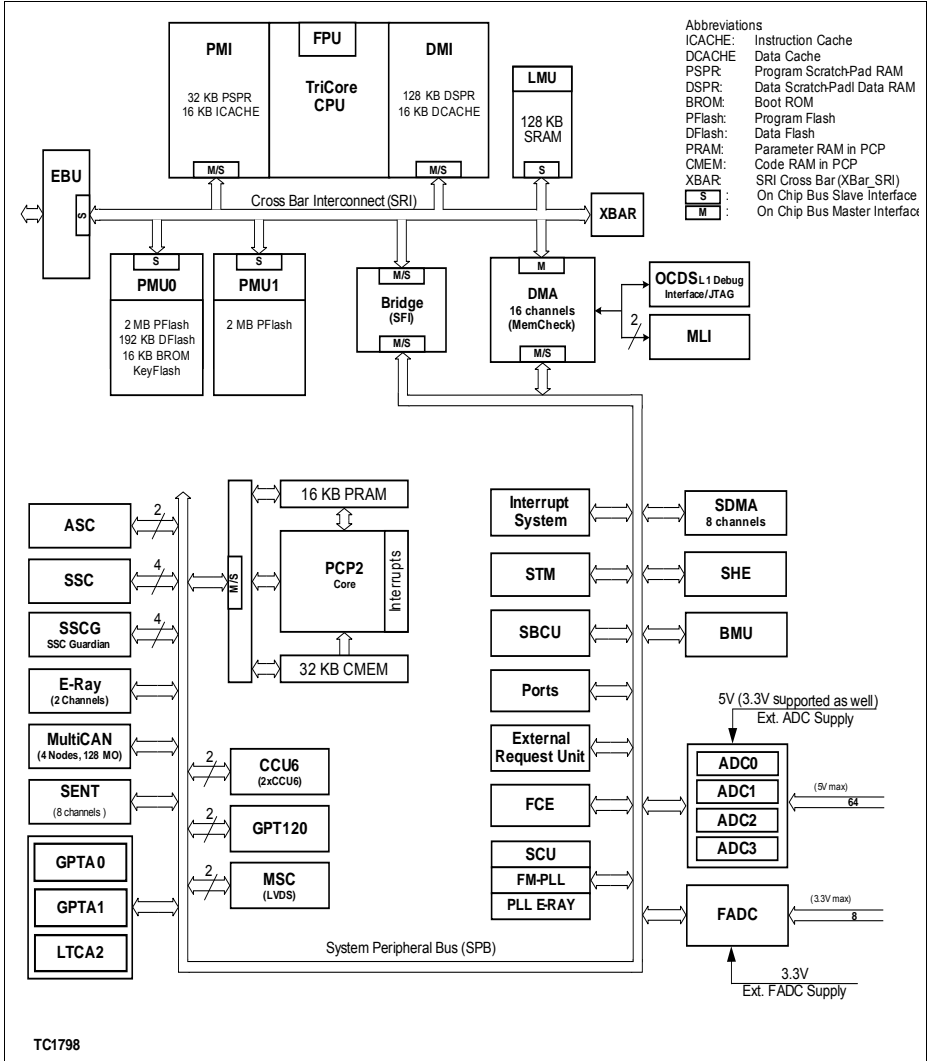 Abbreviations:
ICACHE: Instruction Cache
DCACHE Data Cache
PSPR: Program Scratch-Pad RAM
DSPR: Data Scratch-Padl Data RAM
BROM: Boot ROM
PFlash: Program Flash
DFlash: Data Flash
PRAM: Parameter RAM in PCP
CMEM: Code RAM in PCP
XBAR: SRI Cross Bar (XBar_SRI)
S : On Chip Bus Slave Interface
M : On Chip Bus Master Interface
PMI
32 KB PSPR
16 KB ICACHE
M/S
FPU
TriCore
CPU
DMI
128 KB DSPR
16 KB DCACHE
M/S
LMU
128 KB
SRAM
S
EBU
S
Cross Bar Interconnect (SRI)
XBAR
S
PMU0
2 MB PFlash
192 KB DFlash
16 KB BROM
KeyFlash
S
PMU1
2 MB PFlash
M/S
Bridge
(SFI)
M/S
M
DMA
16 channels
(MemCheck)
M/S
OCDS L1 Debug
Interface/JTAG
2
MLI
ASC
2
SSC
4
SSCG
SSC Guardian
4
E-Ray
(2 Channels)
MultiCAN
(4 Nodes, 128 MO)
SENT
(8 channels )
GPTA0
GPTA1
LTCA2
M/S
16 KB PRAM
PCP2
Core
Interrupts
32 KB CMEM
2
CCU6
(2xCCU6)
2
GPT120
2
MSC
(LVDS)
Interrupt
System
STM
SBCU
Ports
External
Request Unit
FCE
SCU
FM-PLL
PLL E-RAY
SDMA
8 channels
SHE
BMU
5V (3.3V supported as well)
Ext. ADC Supply
ADC0
ADC1
ADC2
ADC3
(5V max)
64
FADC
(3.3V max)
8
3.3V
Ext. FADC Supply
System Peripheral Bus (SPB)
TC1798